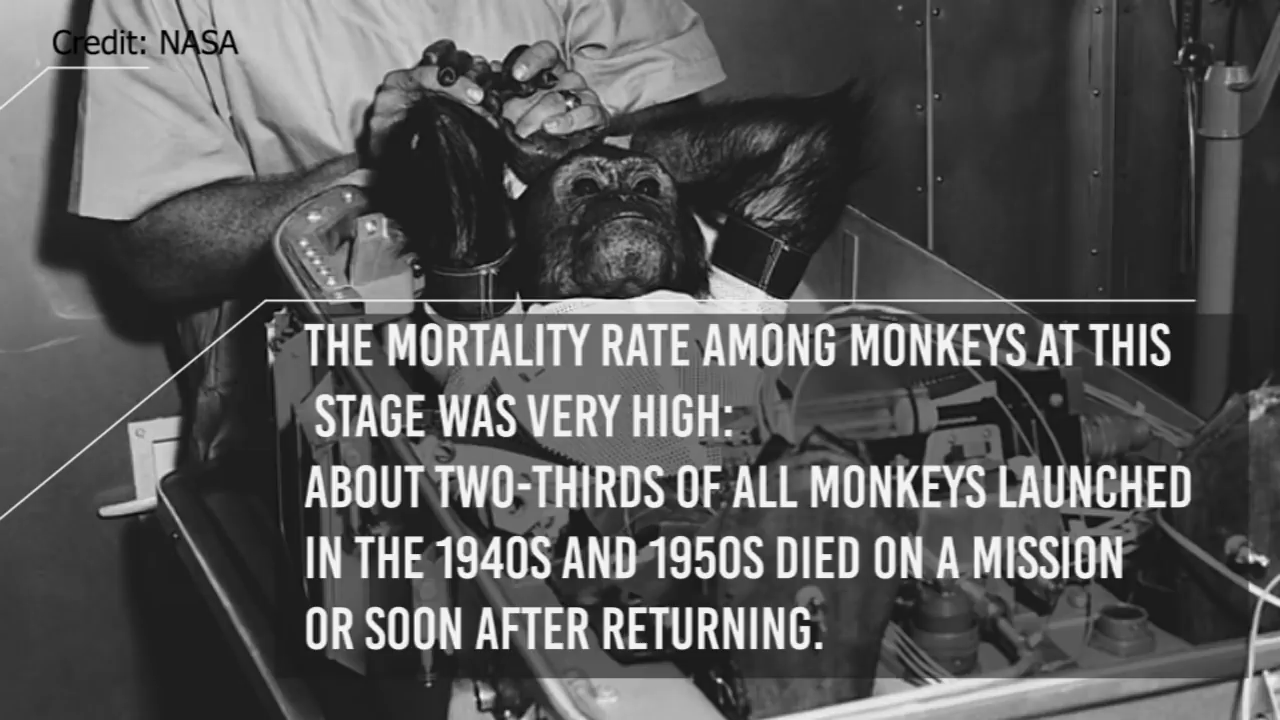 Credit: NASA
THE MORTALITY RATE AMONG MONKEYS AT THIS
STAGE WAS VERY HIGH:
ABOUT TWO-THIRDS OF ALL MONKEYS LAUNCHED
IN THE 1940S AND 1950S DIED ON A MISSION
OR SOON AFTER RETURNING.